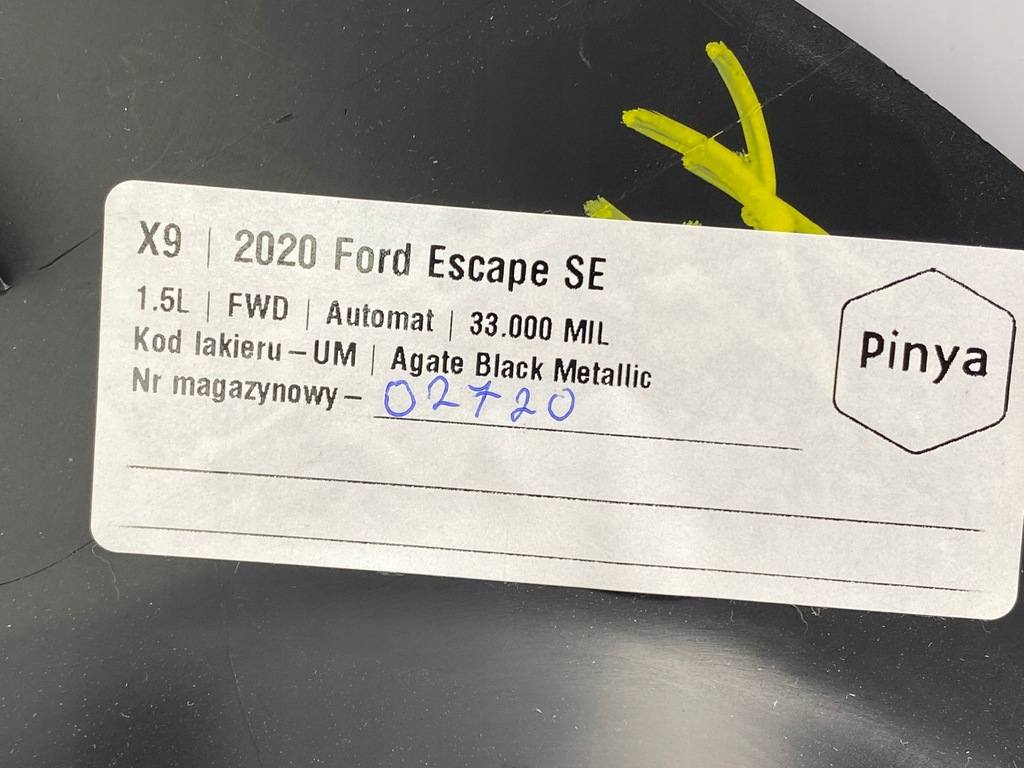 X9 | 2020 Ford Escape SE
1.5L | FWD | Automat | 33.000 MIL
Kod lakieru – UM | Agate Black Metallic
Nr magazynowy – 02720
Pinya